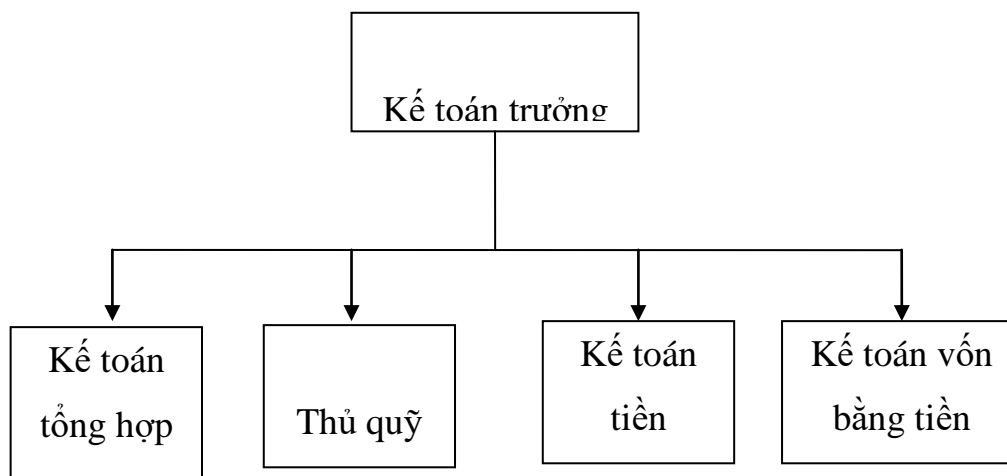 Kế toán trưởng
Kế toán
tổng hợp
Thủ quỹ
Kế toán
tiền
Kế toán vốn
bằng tiền